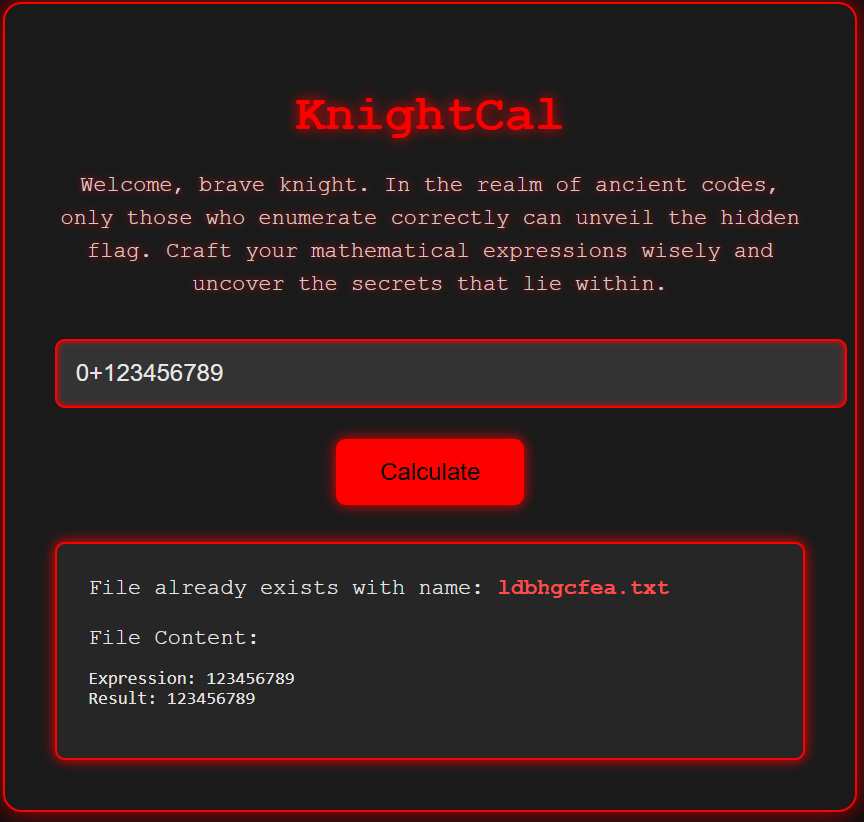 KnightCal
Welcome, brave knight. In the realm of ancient codes,
only those who enumerate correctly can unveil the hidden
flag. Craft your mathematical expressions wisely and
uncover the secrets that lie within.
0+123456789
Calculate
File already exists with name: ldbhgcfea.txt
File Content:
Expression: 123456789
Result: 123456789